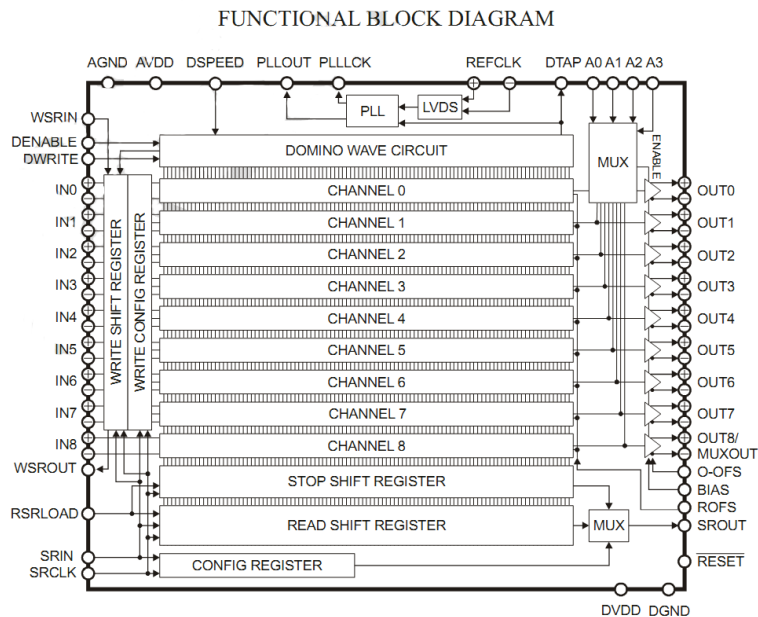 FUNCTIONAL BLOCK DIAGRAM
AGND AVDD DSPEED PLLOUT PLLLCK REFCLK DTAP A0 A1 A2 A3
WSRIN
DENABLE
DWRITE
PLL
LVDS
DOMINO WAVE CIRCUIT
MUX
ENABLE
IN0 CHANNEL 0 OUT0
IN1 CHANNEL 1 OUT1
IN2 CHANNEL 2 OUT2
IN3 CHANNEL 3 OUT3
IN4 CHANNEL 4 OUT4
IN5 CHANNEL 5 OUT5
IN6 CHANNEL 6 OUT6
IN7 CHANNEL 7 OUT7
IN8 CHANNEL 8 OUT8/
MUXOUT
WRITE SHIFT REGISTER
WRITE CONFIG REGISTER
WSROUT
STOP SHIFT REGISTER
O-OFS
BIAS
ROFS
RSRLOAD
READ SHIFT REGISTER
MUX
SROUT
SRIN
SRCLK
CONFIG REGISTER
RESET
DVDD DGND
+
−